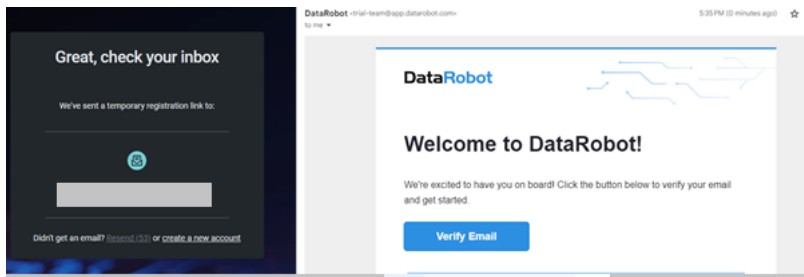 Great, check your inbox
We've sent a temporary registration link to:
Didn't get an email? Resend (53) or create a new account
DataRobot <trial-team@app.datarobot.com>
5:35 PM (0 minutes ago)
to me
DataRobot
Welcome to DataRobot!
We're excited to have you on board! Click the button below to verify your email
and get started.
Verify Email